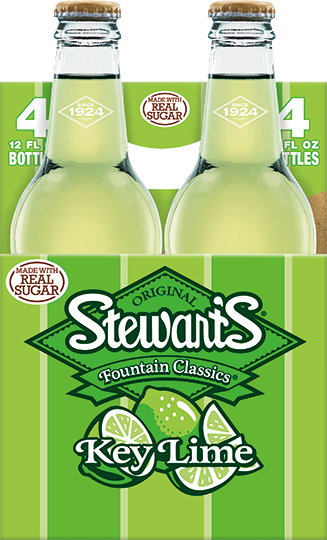 SINCE
1924
SINCE
1924
4
12 FL
BOTTL
MADE WITH
REAL
SUGAR
4
FL OZ
TTLES
MADE WITH
REAL
SUGAR
ORIGINAL
Stewart's®
Fountain Classics®
Key Lime